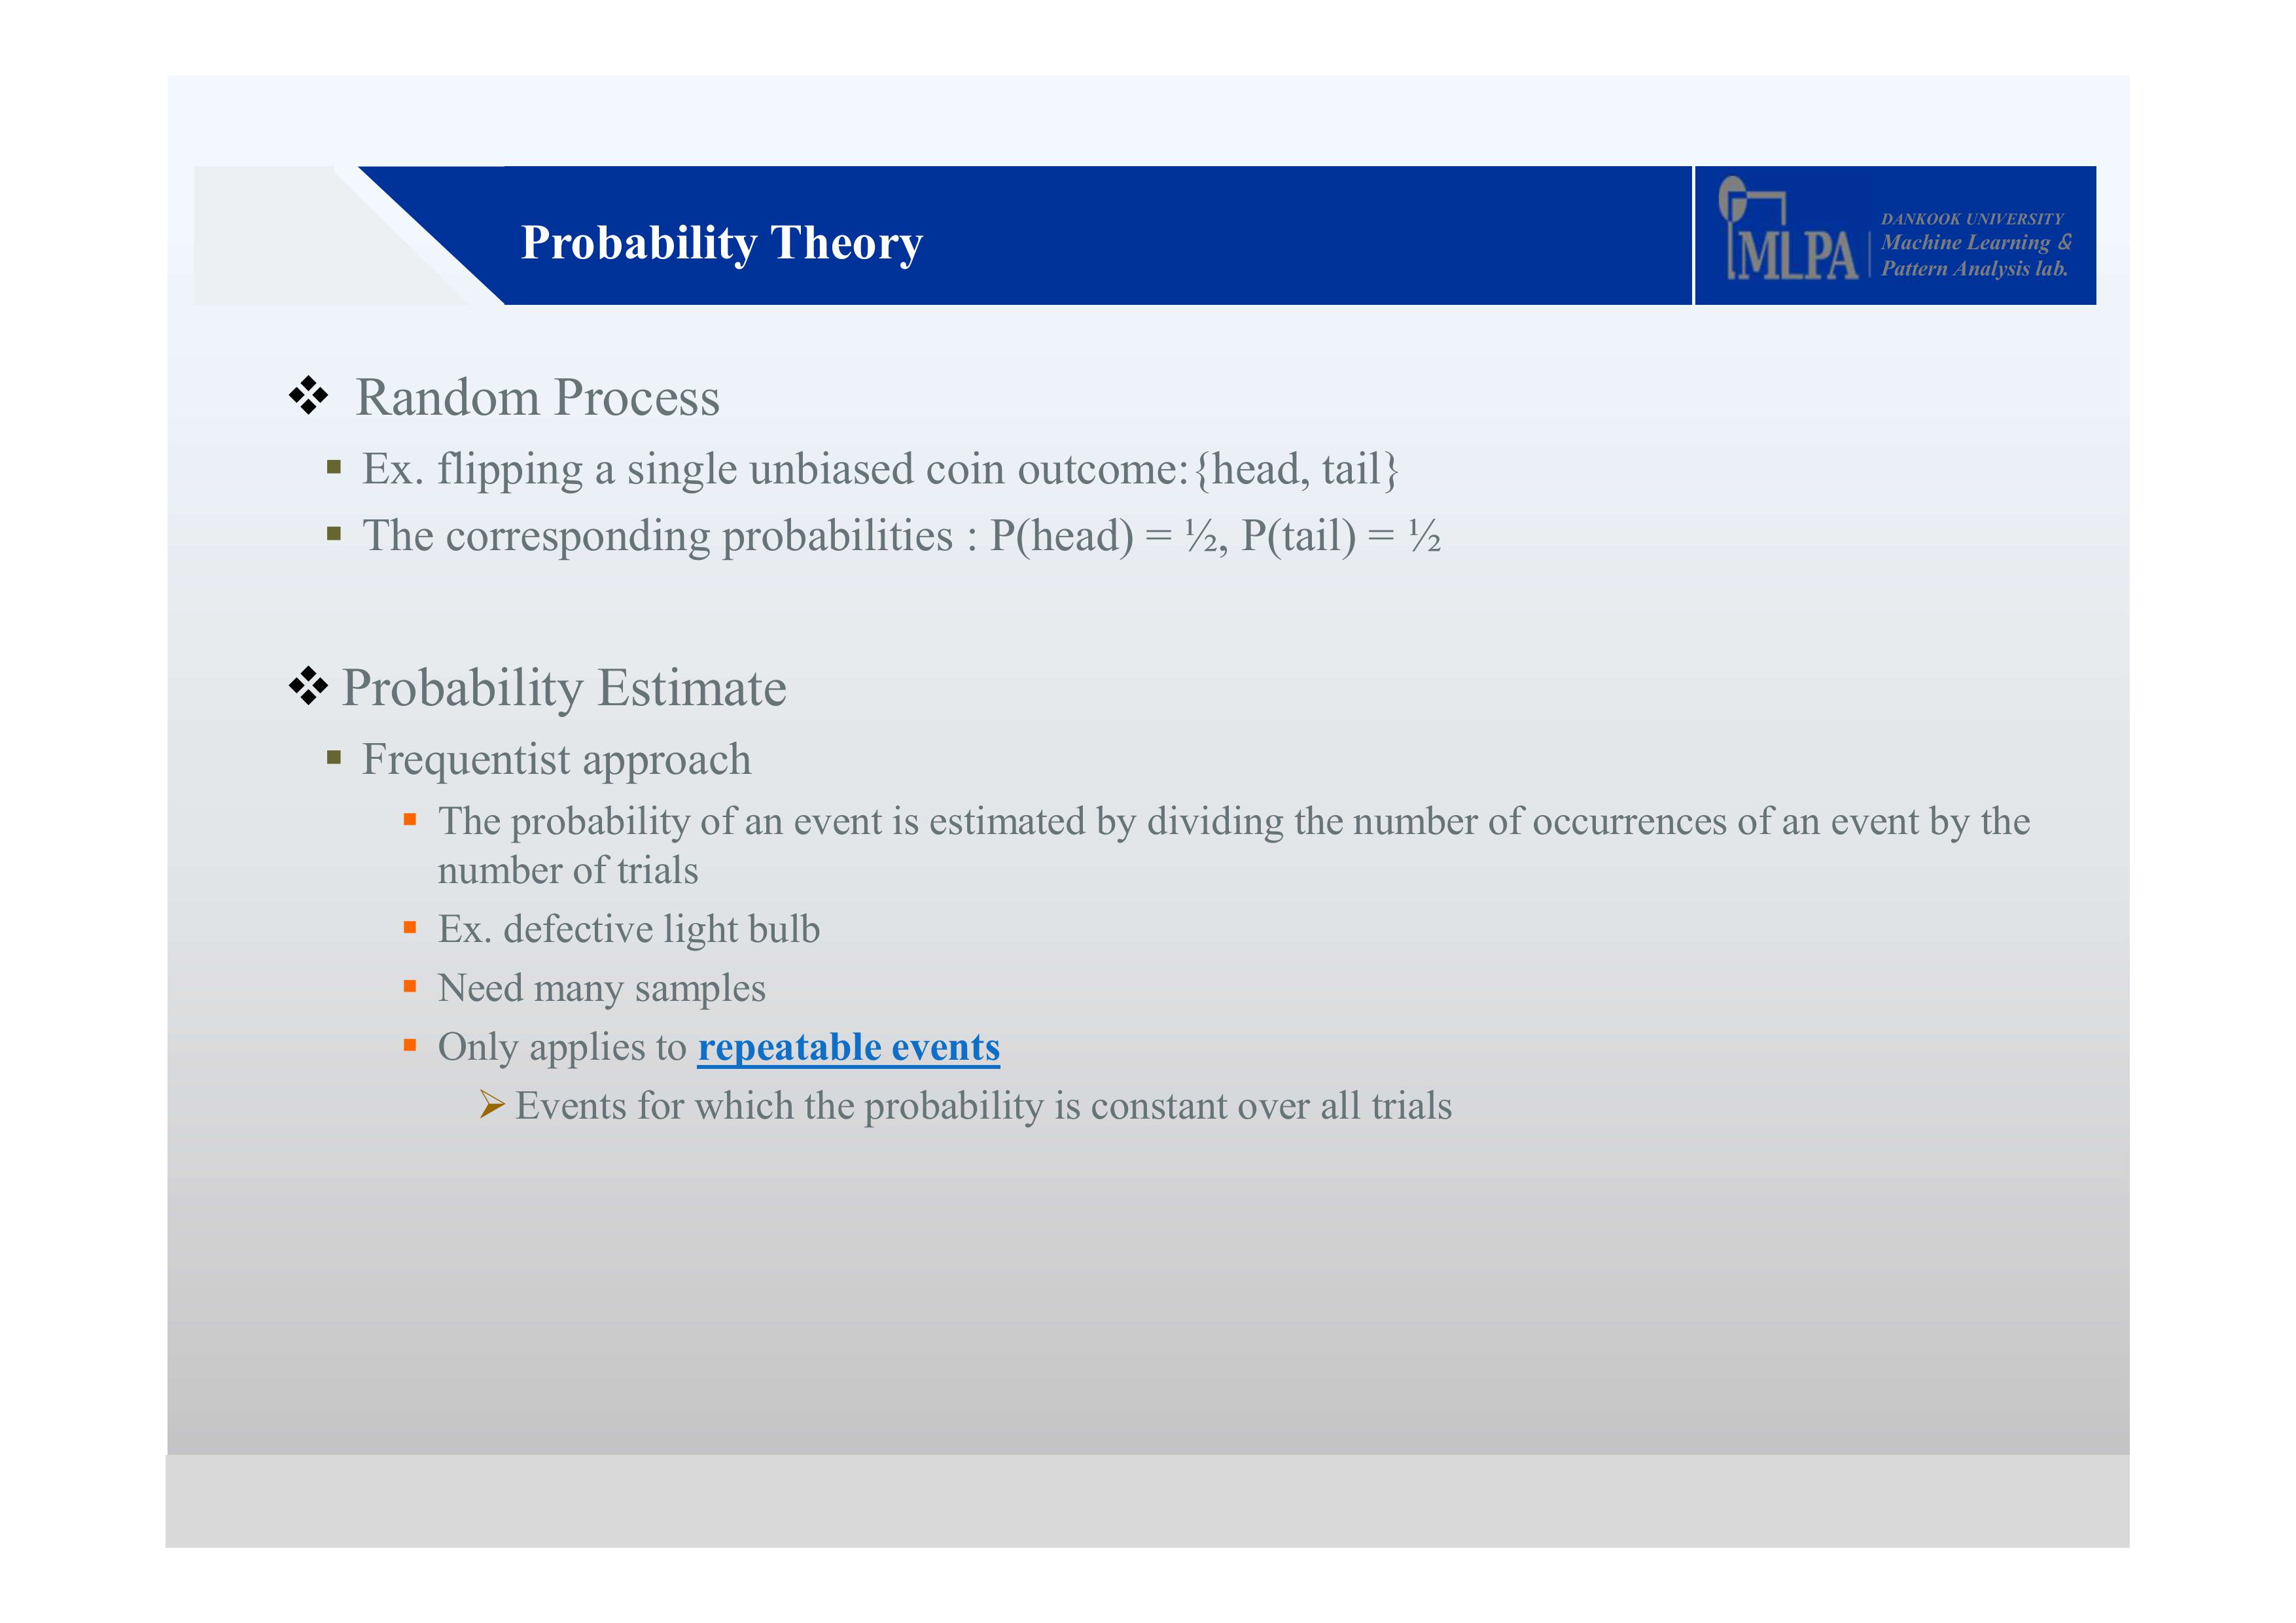 Probability Theory
MLPA
DANKOOK UNIVERSITY
Machine Learning &
Pattern Analysis lab.
❖ Random Process
▪ Ex. flipping a single unbiased coin outcome:{head, tail}
▪ The corresponding probabilities : P(head) = ½, P(tail) = ½
❖ Probability Estimate
▪ Frequentist approach
▪ The probability of an event is estimated by dividing the number of occurrences of an event by the
number of trials
▪ Ex. defective light bulb
▪ Need many samples
▪ Only applies to repeatable events
➢ Events for which the probability is constant over all trials